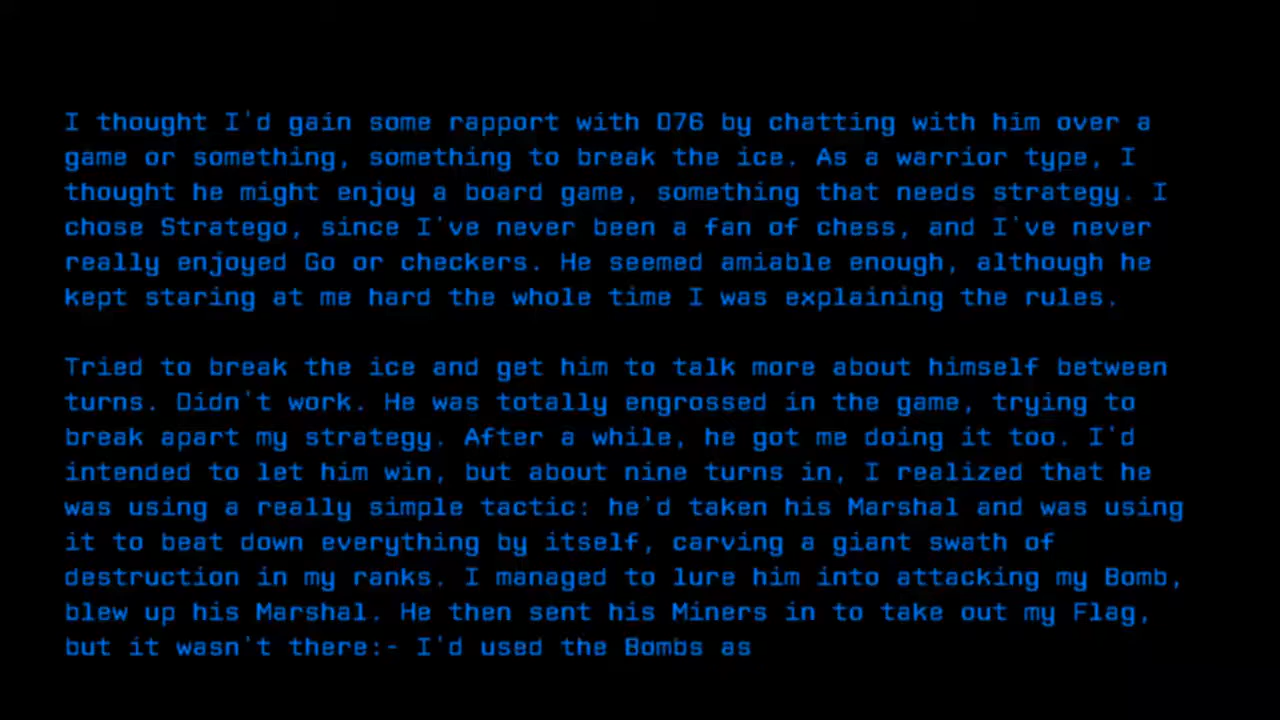 I thought I'd gain some rapport with 076 by chatting with him over a
game or something, something to break the ice. As a warrior type, I
thought he might enjoy a board game, something that needs strategy. I
chose Stratego, since I've never been a fan of chess, and I've never
really enjoyed Go or checkers. He seemed amiable enough, although he
kept staring at me hard the whole time I was explaining the rules.
Tried to break the ice and get him to talk more about himself between
turns. Didn't work. He was totally engrossed in the game, trying to
break apart my strategy. After a while, he got me doing it too. I'd
intended to let him win, but about nine turns in, I realized that he
was using a really simple tactic: he'd taken his Marshal and was using
it to beat down everything by itself, carving a giant swath of
destruction in my ranks. I managed to lure him into attacking my Bomb,
blew up his Marshal. He then sent his Miners in to take out my Flag,
but it wasn't there:- I'd used the Bombs as